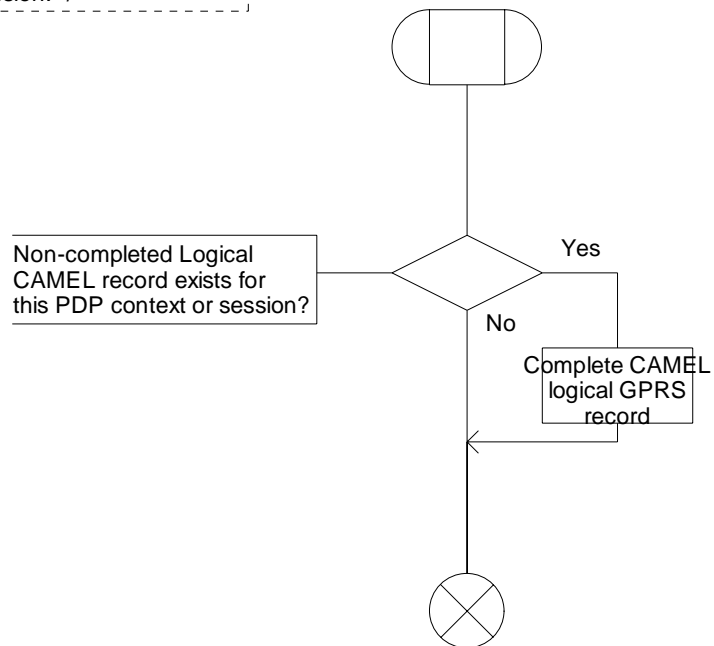 Non-completed Logical
CAMEL record exists for
this PDP context or session?
Yes
No
Complete CAMEL
logical GPRS
record